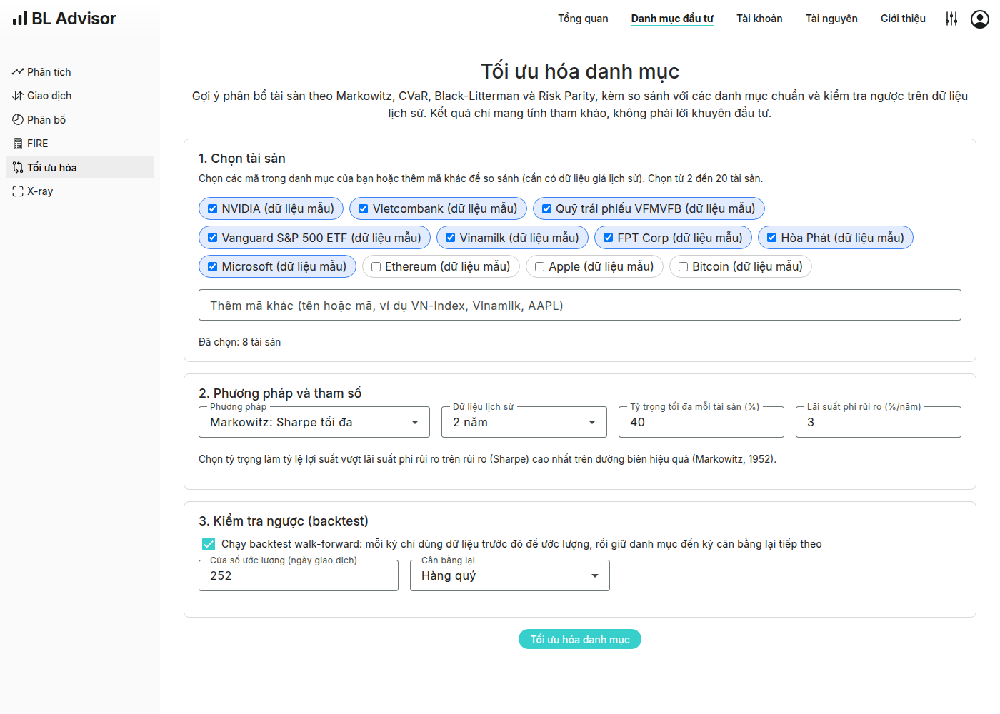 BL Advisor
Tổng quan
Danh mục đầu tư
Tài khoản
Tài nguyên
Giới thiệu
Phân tích
Giao dịch
Phân bổ
FIRE
Tối ưu hóa
X-ray
Tối ưu hóa danh mục
Gợi ý phân bổ tài sản theo Markowitz, CVaR, Black-Litterman và Risk Parity, kèm so sánh với các danh mục chuẩn và kiểm tra ngược trên dữ liệu
lịch sử. Kết quả chỉ mang tính tham khảo, không phải lời khuyên đầu tư.
1. Chọn tài sản
Chọn các mã trong danh mục của bạn hoặc thêm mã khác để so sánh (cần có dữ liệu giá lịch sử). Chọn từ 2 đến 20 tài sản.
NVIDIA (dữ liệu mẫu)
Vietcombank (dữ liệu mẫu)
Quỹ trái phiếu VFMVFB (dữ liệu mẫu)
Vanguard S&P 500 ETF (dữ liệu mẫu)
Vinamilk (dữ liệu mẫu)
FPT Corp (dữ liệu mẫu)
Hòa Phát (dữ liệu mẫu)
Microsoft (dữ liệu mẫu)
Ethereum (dữ liệu mẫu)
Apple (dữ liệu mẫu)
Bitcoin (dữ liệu mẫu)
Thêm mã khác (tên hoặc mã, ví dụ VN-Index, Vinamilk, AAPL)
Đã chọn: 8 tài sản
2. Phương pháp và tham số
Phương pháp
Markowitz: Sharpe tối đa
Dữ liệu lịch sử
2 năm
Tỷ trọng tối đa mỗi tài sản (%)
40
Lãi suất phi rủi ro (%/năm)
3
Chọn tỷ trọng làm tỷ lệ lợi suất vượt lãi suất phi rủi ro trên rủi ro (Sharpe) cao nhất trên đường biên hiệu quả (Markowitz, 1952).
3. Kiểm tra ngược (backtest)
Chạy backtest walk-forward: mỗi kỳ chỉ dùng dữ liệu trước đó để ước lượng, rồi giữ danh mục đến kỳ cân bằng lại tiếp theo
Cửa sổ ước lượng (ngày giao dịch)
252
Cân bằng lại
Hàng quý
Tối ưu hóa danh mục